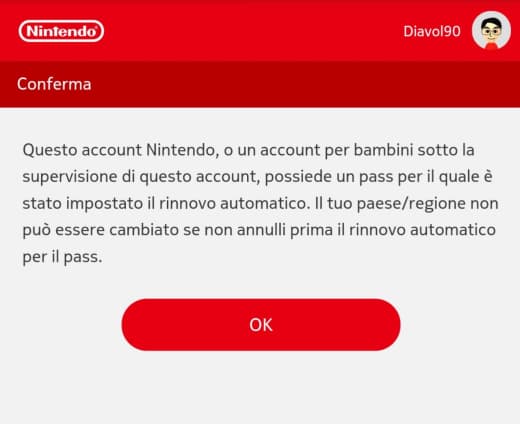 Nintendo
Diavol90
Conferma
Questo account Nintendo, o un account per bambini sotto la
supervisione di questo account, possiede un pass per il quale è
stato impostato il rinnovo automatico. Il tuo paese/regione non
può essere cambiato se non annulli prima il rinnovo automatico
per il pass.
OK